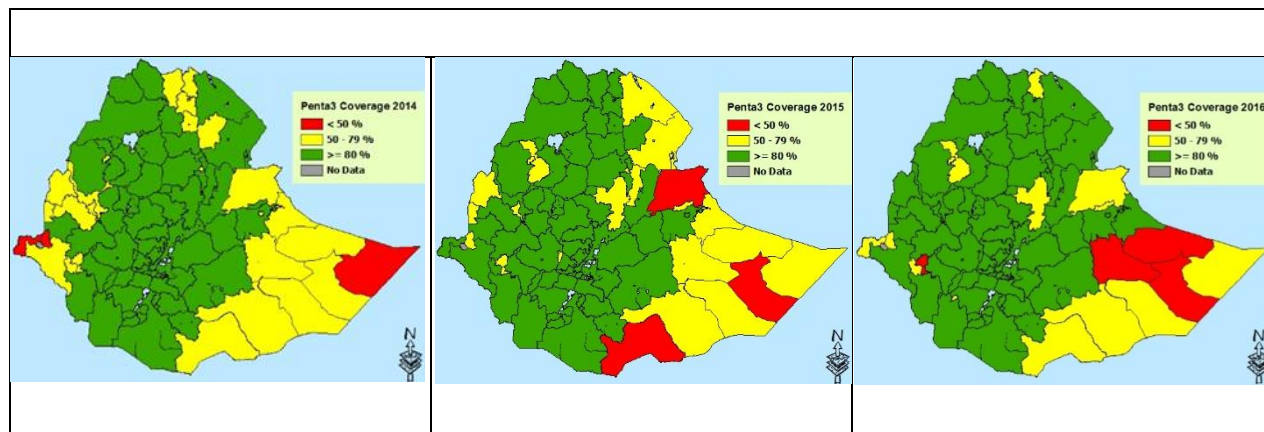 Penta3 Coverage 2014
< 50 %
50 - 79 %
>= 80 %
No Data
N
Penta3 Coverage 2015
< 50 %
50 - 79 %
>= 80 %
No Data
N
Penta3 Coverage 2016
< 50 %
50 - 79 %
>= 80 %
No Data
N